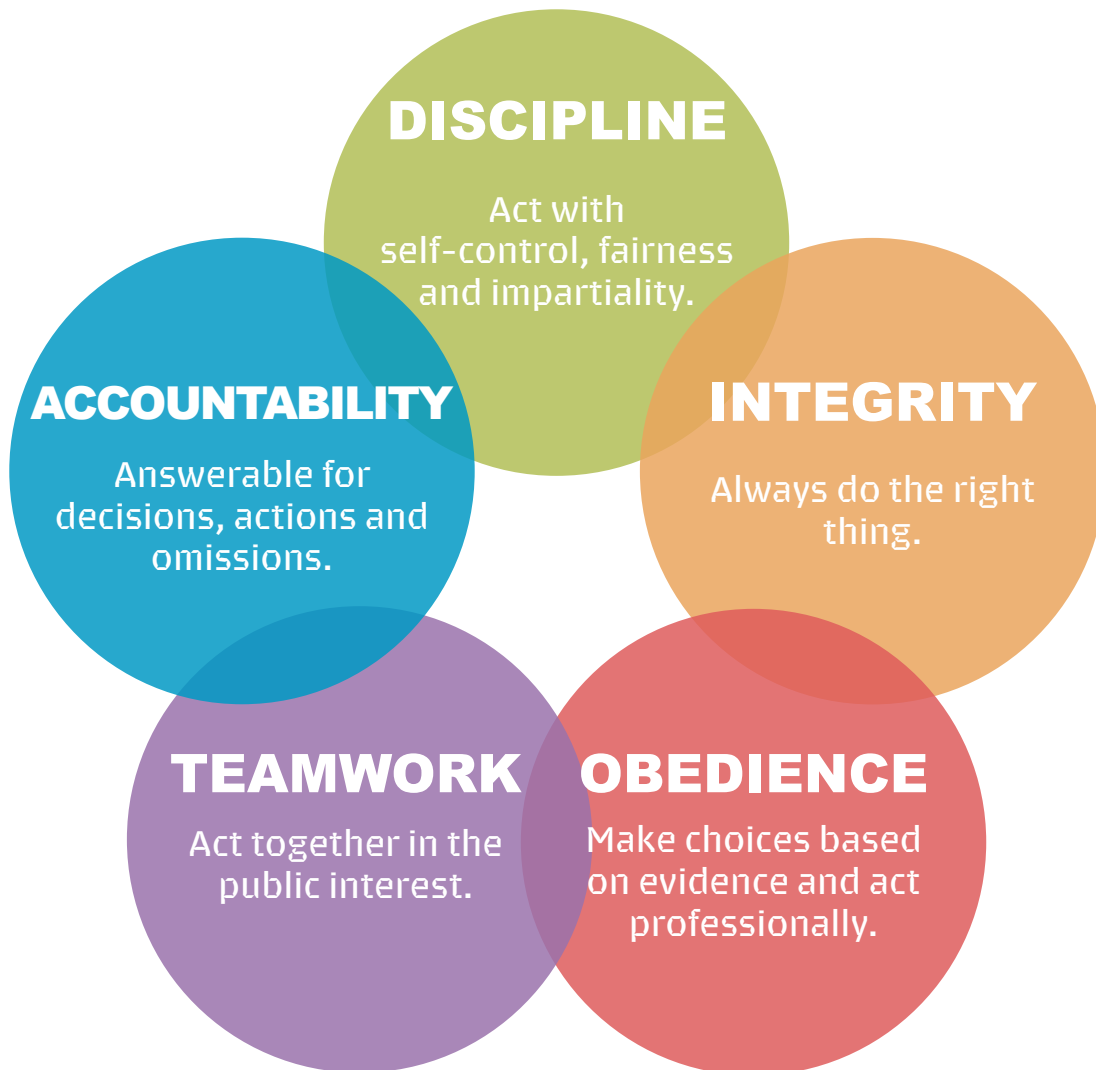 DISCIPLINE
Act with
self-control, fairness
and impartiality.
ACCOUNTABILITY
Answerable for
decisions, actions and
omissions.
INTEGRITY
Always do the right
thing.
TEAMWORK
Act together in the
public interest.
OBEDIENCE
Make choices based
on evidence and act
professionally.